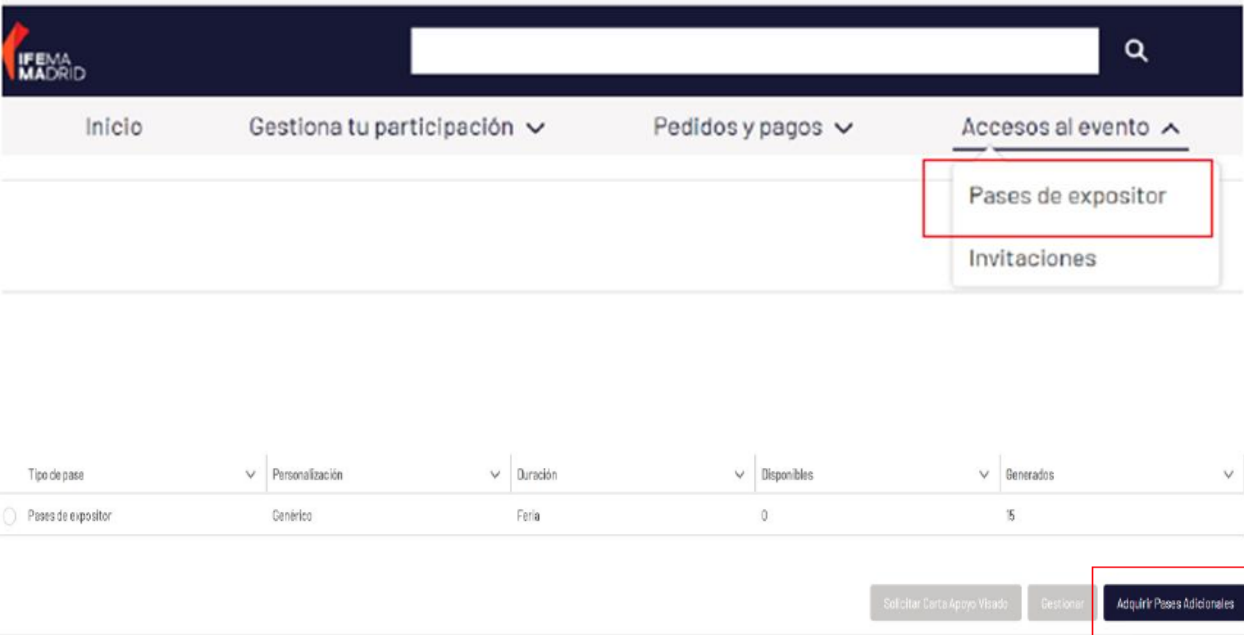 IFEMA
MADRID
Inicio Gestiona tu participación Pedidos y pagos Accesos al evento
Pases de expositor
Invitaciones
Tipo de pase Personalización Duración Disponibles Generados
Pases de expositor Genérico Feria 0 15
Solicitar Carta Apoyo Visado Gestionar Adquirir Pases Adicionales